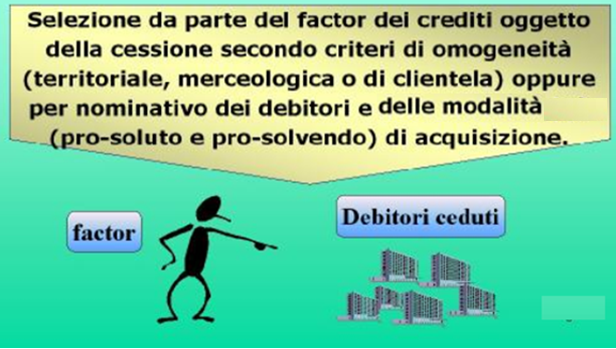 Selezione da parte del factor dei crediti oggetto
della cessione secondo criteri di omogeneità
(territoriale, merceologica o di clientela) oppure
per nominativo dei debitori e delle modalità
(pro-soluto e pro-solvendo) di acquisizione.
factor
Debitori ceduti